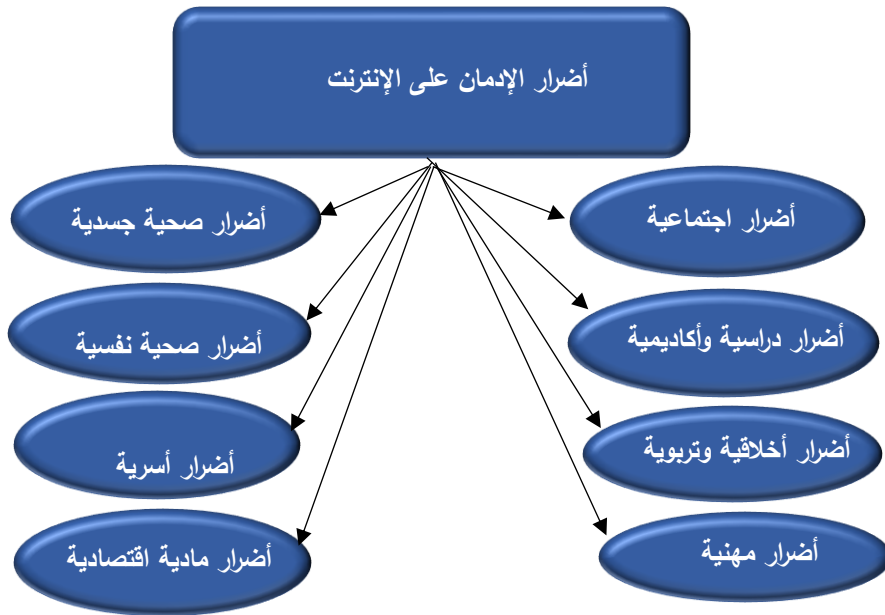 أضرار الإدمان على الإنترنت
أضرار اجتماعية
أضرار صحية جسدية
أضرار دراسية وأكاديمية
أضرار صحية نفسية
أضرار أخلاقية وتربوية
أضرار أسرية
أضرار مهنية
أضرار مادية اقتصادية